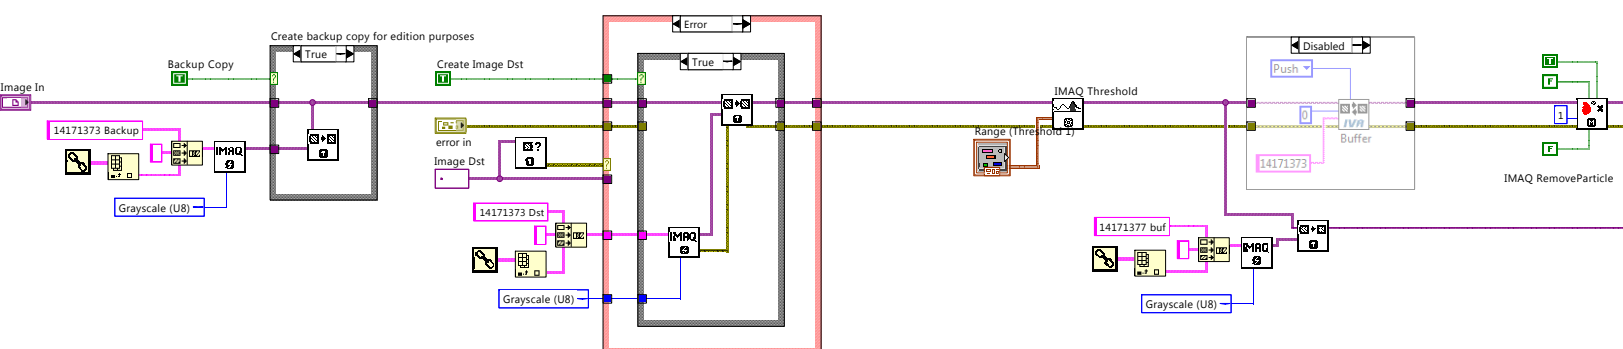 Error
Create backup copy for edition purposes
True
Disabled
Backup Copy
Create Image Dst
True
Push
T
T
T
Image In
IMAQ Threshold
F
0
1
14171373 Backup
error in
Range (Threshold 1)
IVA
Buffer
IMAQ
Image Dst
14171373
F
IMAQ RemoveParticle
Grayscale (U8)
14171373 Dst
14171377 buf
IMAQ
IMAQ
Grayscale (U8)
Grayscale (U8)